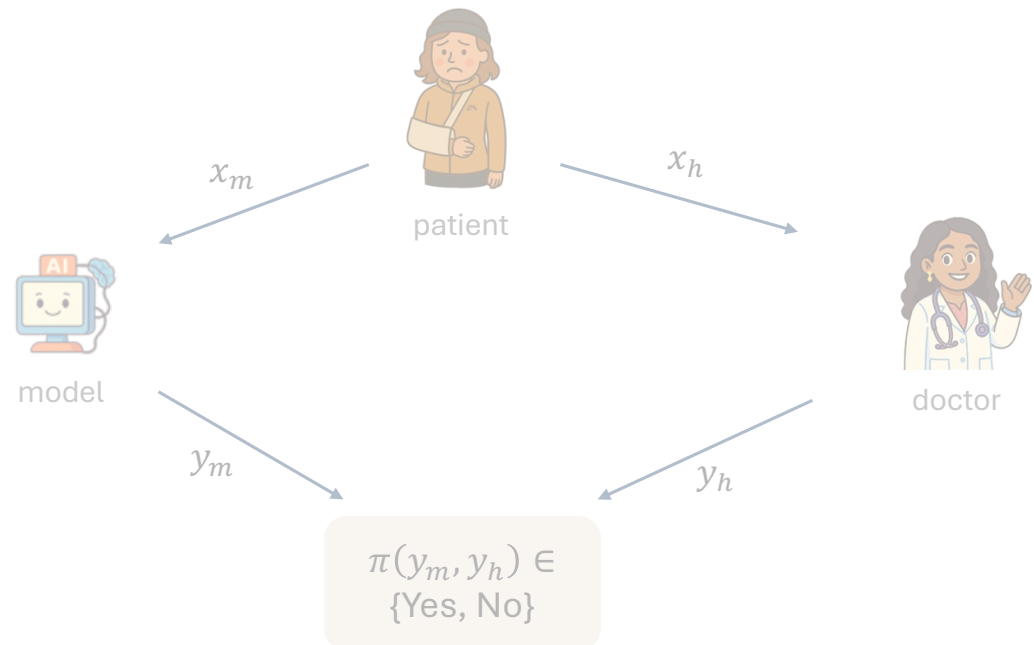 x_m
x_h
patient
AI
model
doctor
y_m
y_h
π(y_m, y_h) ∈
{Yes, No}